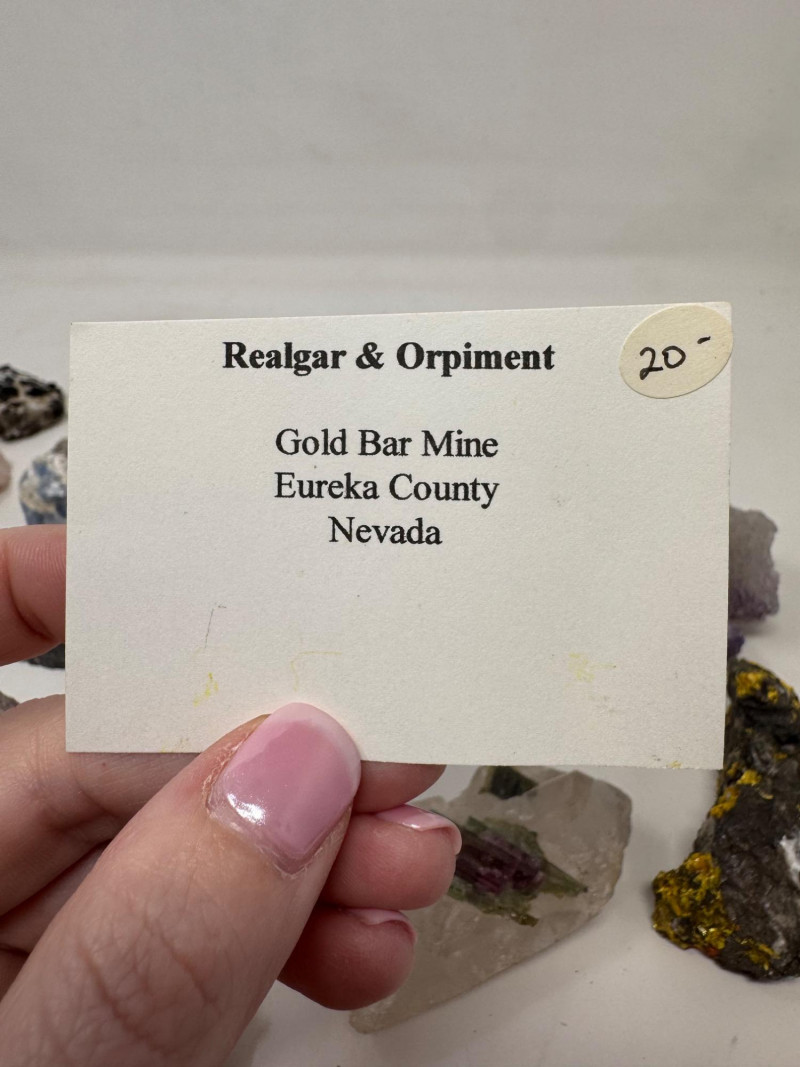 Realgar & Orpiment
20-
Gold Bar Mine
Eureka County
Nevada